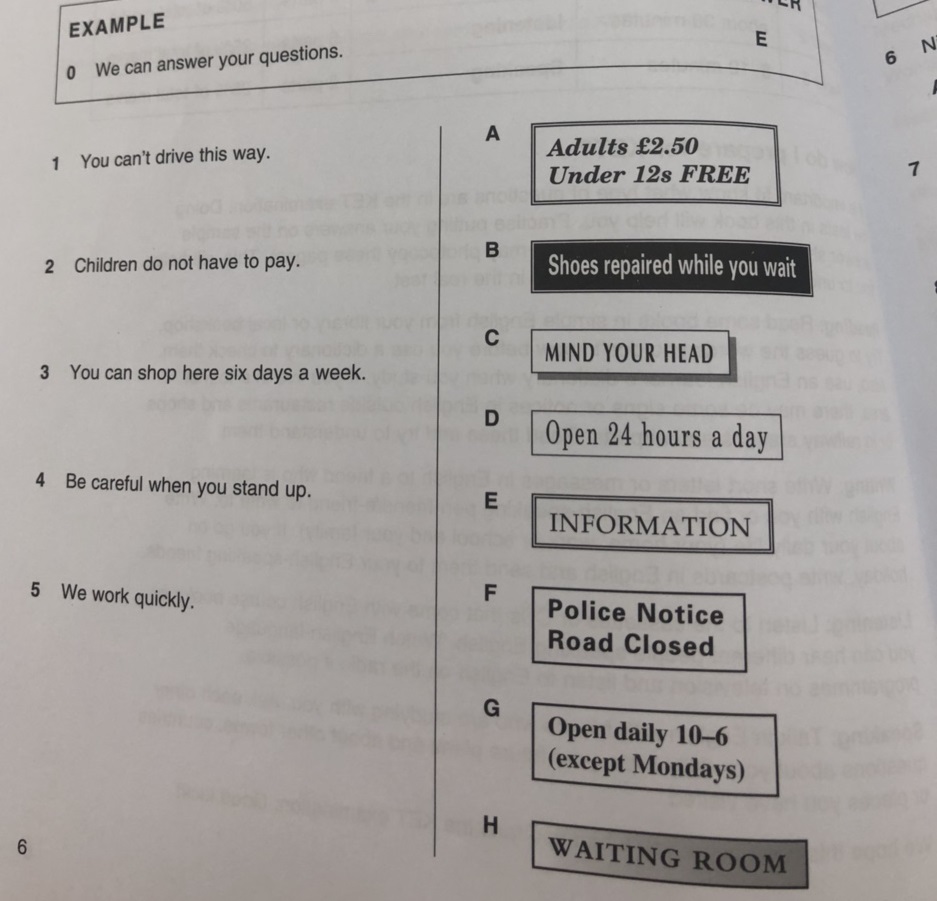 EXAMPLE
0 We can answer your questions.
E
1 You can't drive this way.
2 Children do not have to pay.
3 You can shop here six days a week.
4 Be careful when you stand up.
5 We work quickly.
A
Adults £2.50
Under 12s FREE
B
Shoes repaired while you wait
C
MIND YOUR HEAD
D
Open 24 hours a day
E
INFORMATION
F
Police Notice
Road Closed
G
Open daily 10–6
(except Mondays)
H
WAITING ROOM
6
6
7